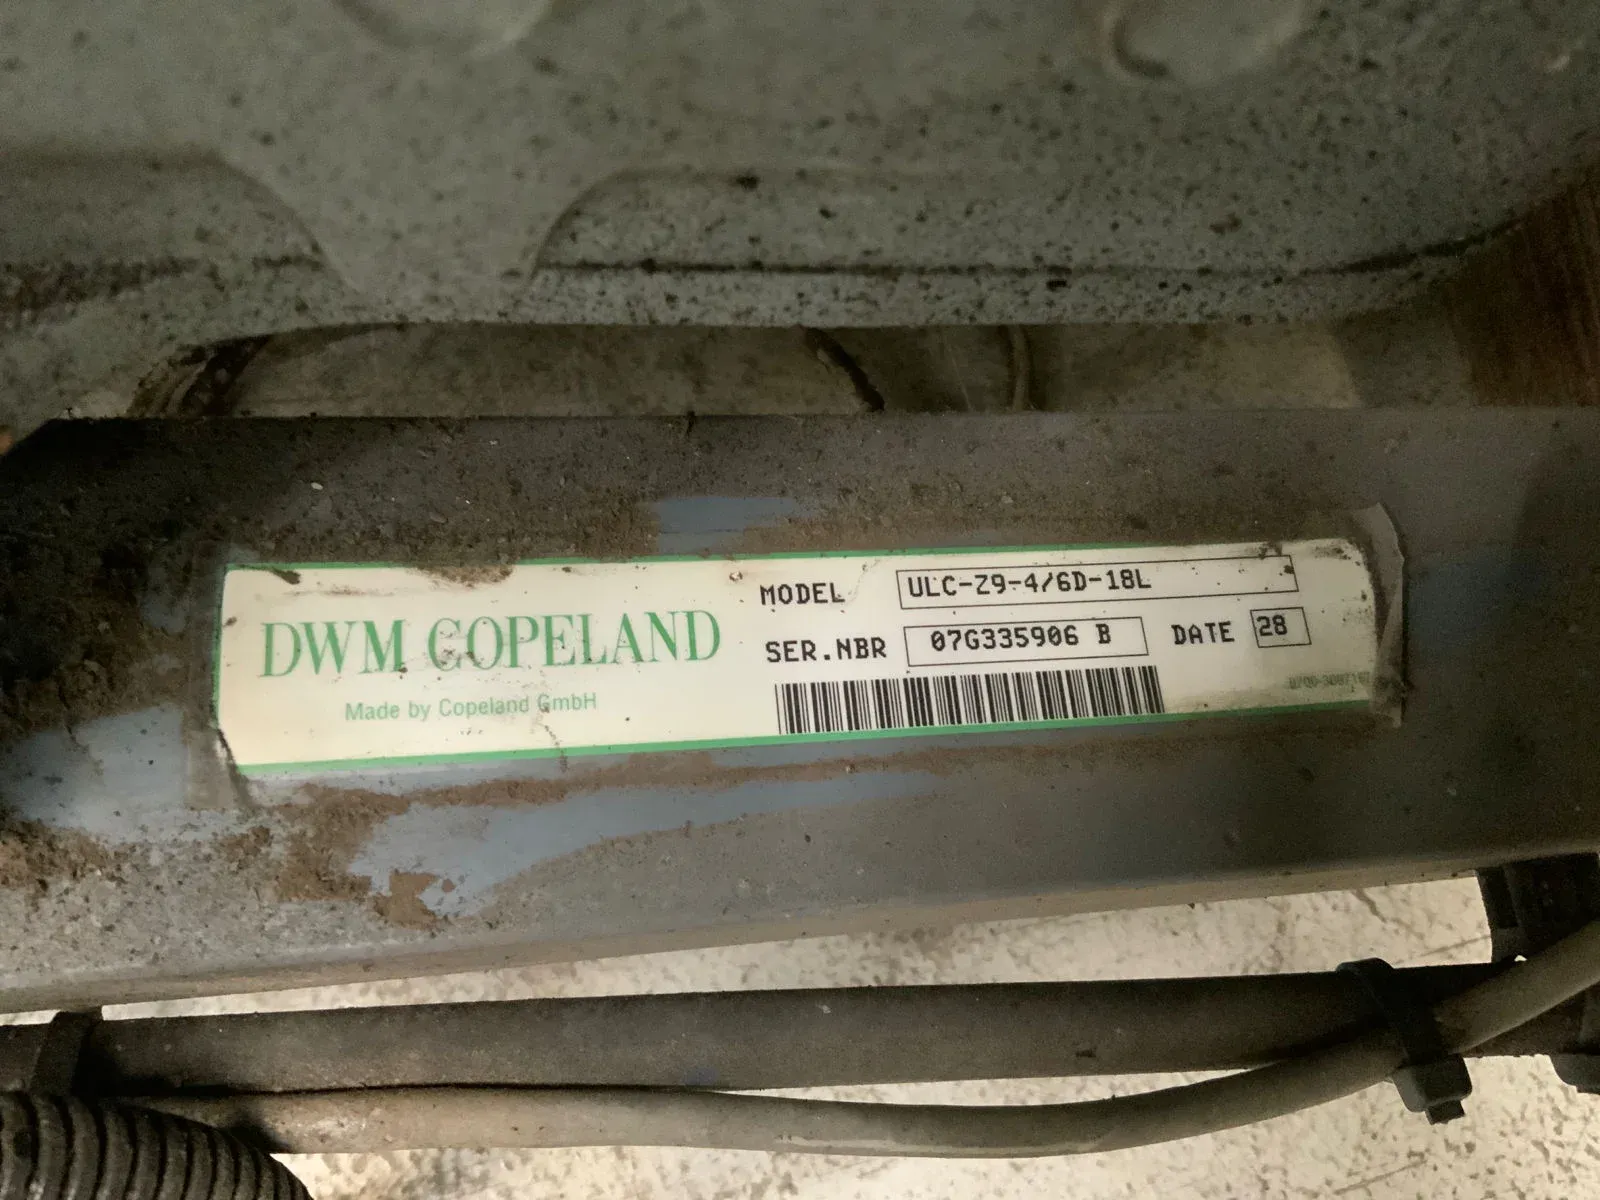 DWM COPELAND
Made by Copeland GmbH
MODEL ULC-Z9-4/6D-18L
SER.NBR 07G335906 B DATE 28